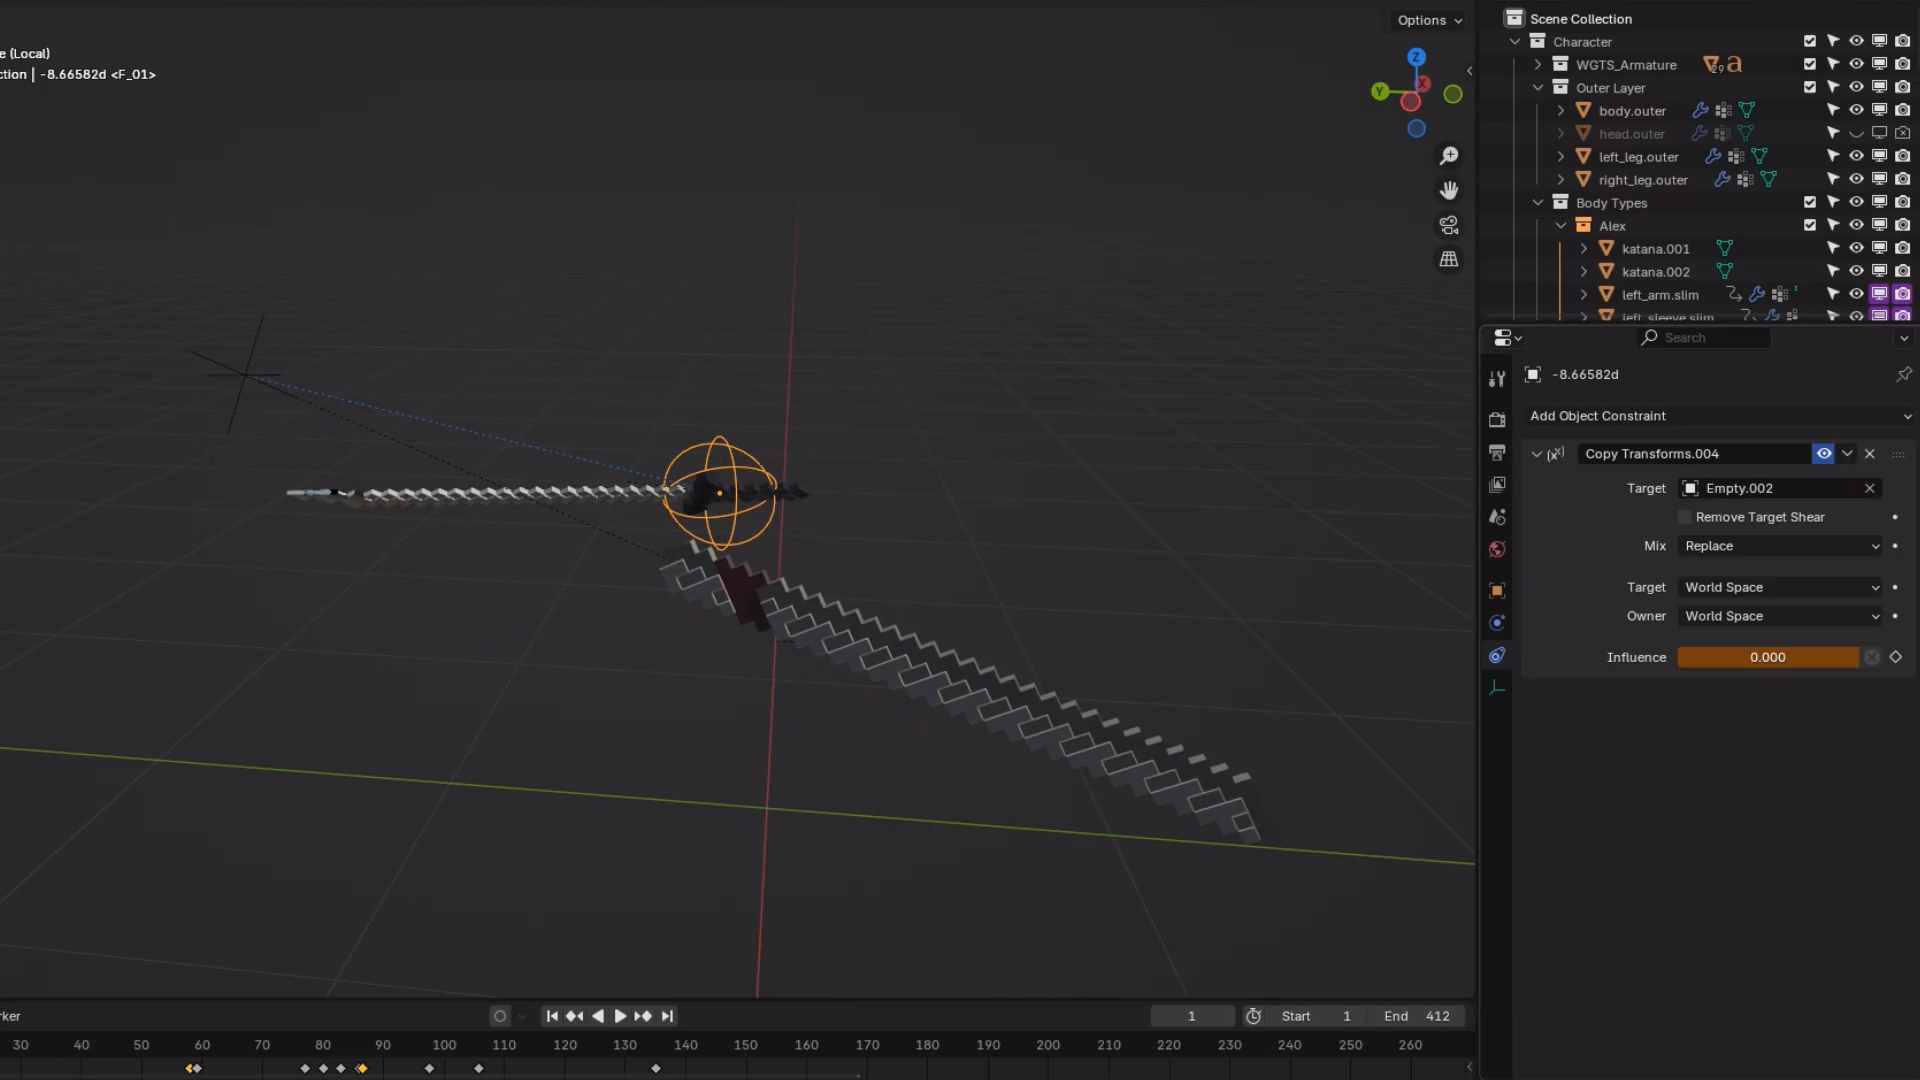 Options
e (Local)
ction | -8.66582d <F_01>
Z
Y
X
Scene Collection
Character
WGTS_Armature
29
Outer Layer
body.outer
head.outer
left_leg.outer
right_leg.outer
Body Types
Alex
katana.001
katana.002
left_arm.slim
left_sleeve.slim
Search
-8.66582d
Add Object Constraint
Copy Transforms.004
Target Empty.002
Remove Target Shear
Mix Replace
Target World Space
Owner World Space
Influence 0.000
rker 1 Start 1 End 412
30 40 50 60 70 80 90 100 110 120 130 140 150 160 170 180 190 200 210 220 230 240 250 260